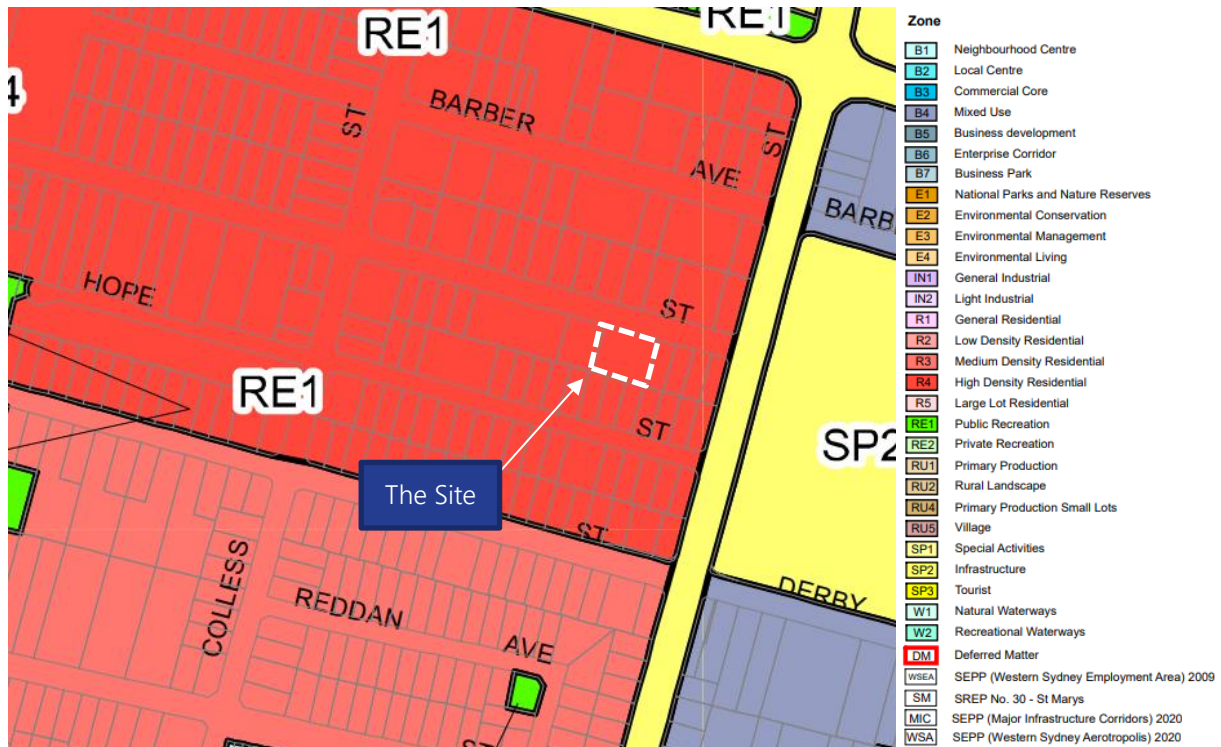 RE1
RE1
4
BARBER
AVE
ST
ST
BARB
HOPE
ST
RE1
ST
SP2
The Site
ST
COLLESS
REDDAN
AVE
DERBY
ST
Zone
B1 Neighbourhood Centre
B2 Local Centre
B3 Commercial Core
B4 Mixed Use
B5 Business development
B6 Enterprise Corridor
B7 Business Park
E1 National Parks and Nature Reserves
E2 Environmental Conservation
E3 Environmental Management
E4 Environmental Living
IN1 General Industrial
IN2 Light Industrial
R1 General Residential
R2 Low Density Residential
R3 Medium Density Residential
R4 High Density Residential
R5 Large Lot Residential
RE1 Public Recreation
RE2 Private Recreation
RU1 Primary Production
RU2 Rural Landscape
RU4 Primary Production Small Lots
RU5 Village
SP1 Special Activities
SP2 Infrastructure
SP3 Tourist
W1 Natural Waterways
W2 Recreational Waterways
DM Deferred Matter
WSEA SEPP (Western Sydney Employment Area) 2009
SM SREP No. 30 - St Marys
MIC SEPP (Major Infrastructure Corridors) 2020
WSA SEPP (Western Sydney Aerotropolis) 2020